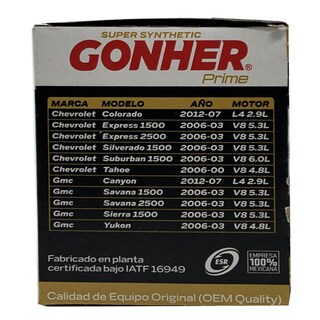 SUPER SYNTHETIC
GONHER®
Prime
MARCA MODELO AÑO MOTOR
Chevrolet Colorado 2012-07 L4 2.9L
Chevrolet Express 1500 2006-03 V8 5.3L
Chevrolet Express 2500 2006-03 V8 5.3L
Chevrolet Silverado 1500 2006-03 V8 5.3L
Chevrolet Suburban 1500 2006-03 V8 6.0L
Chevrolet Tahoe 2006-00 V8 4.8L
Gmc Canyon 2012-07 L4 2.9L
Gmc Savana 1500 2006-03 V8 5.3L
Gmc Savana 2500 2006-03 V8 5.3L
Gmc Sierra 1500 2006-03 V8 5.3L
Gmc Yukon 2006-03 V8 4.8L
Fabricado en planta
certificada bajo IATF 16949
ESR
EMPRESA
100%
MEXICANA
Calidad de Equipo Original (OEM Quality)